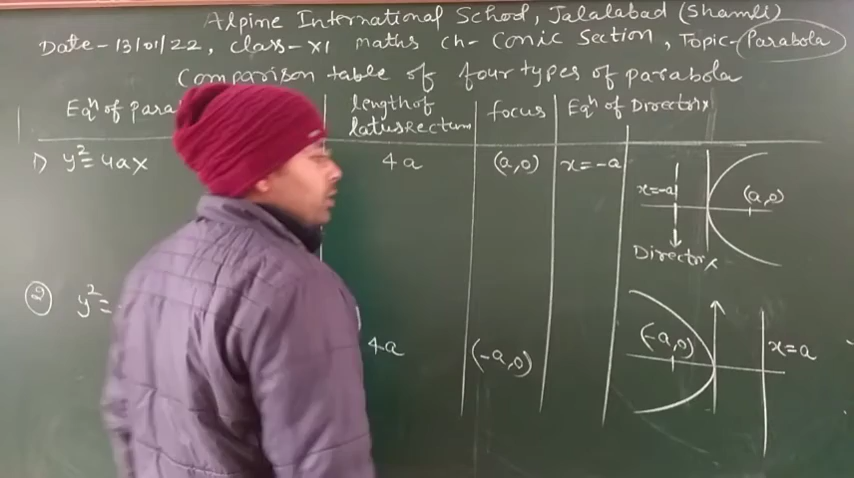 Alpine International School, Jalalabad (Shamli)
Date-13/01/22, class-XI maths ch- Conic Section, Topic-Parabola
Comparison table of four types of parabola
Eqⁿ of Para length of latusRectum focus Eqⁿ of Directrix
1) y²=4ax 4a (a,0) x=-a x=-a (a,0)
Directrix
② y²= 4a (-a,0) (-a,0) x=a